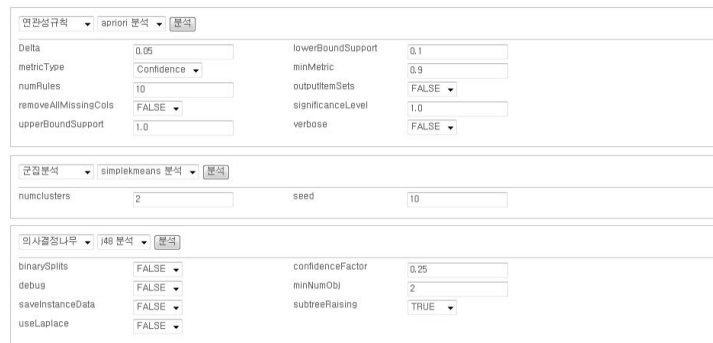 연관성규칙 apriori 분석 분석
Delta 0.05 lowerBoundSupport 0.1
metricType Confidence minMetric 0.9
numRules 10 outputItemSets FALSE
removeAllMissingCols FALSE significanceLevel 1.0
upperBoundSupport 1.0 verbose FALSE
군집분석 simplekmeans 분석 분석
numclusters 2 seed 10
의사결정나무 j48 분석 분석
binarySplits FALSE confidenceFactor 0.25
debug FALSE minNumObj 2
saveInstanceData FALSE subtreeRaising TRUE
useLaplace FALSE